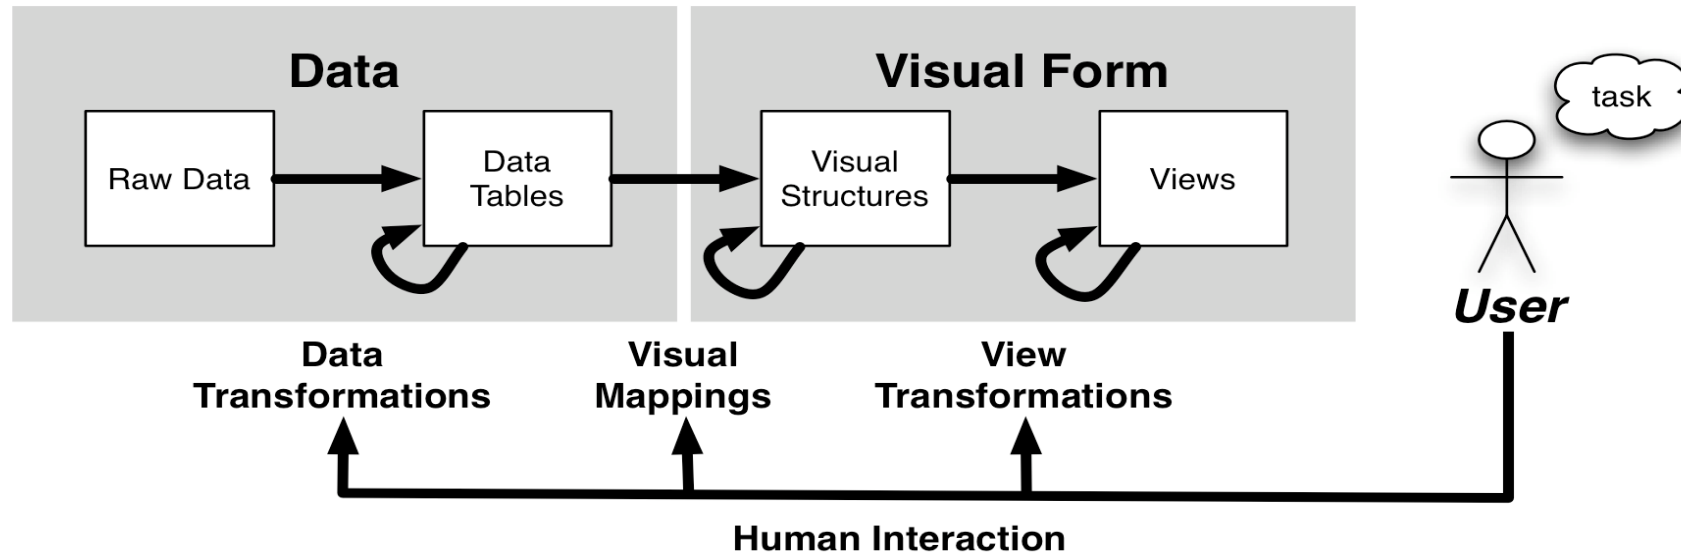 Data
Visual Form
task
Raw Data
Data
Tables
Visual
Structures
Views
User
Data
Transformations
Visual
Mappings
View
Transformations
Human Interaction